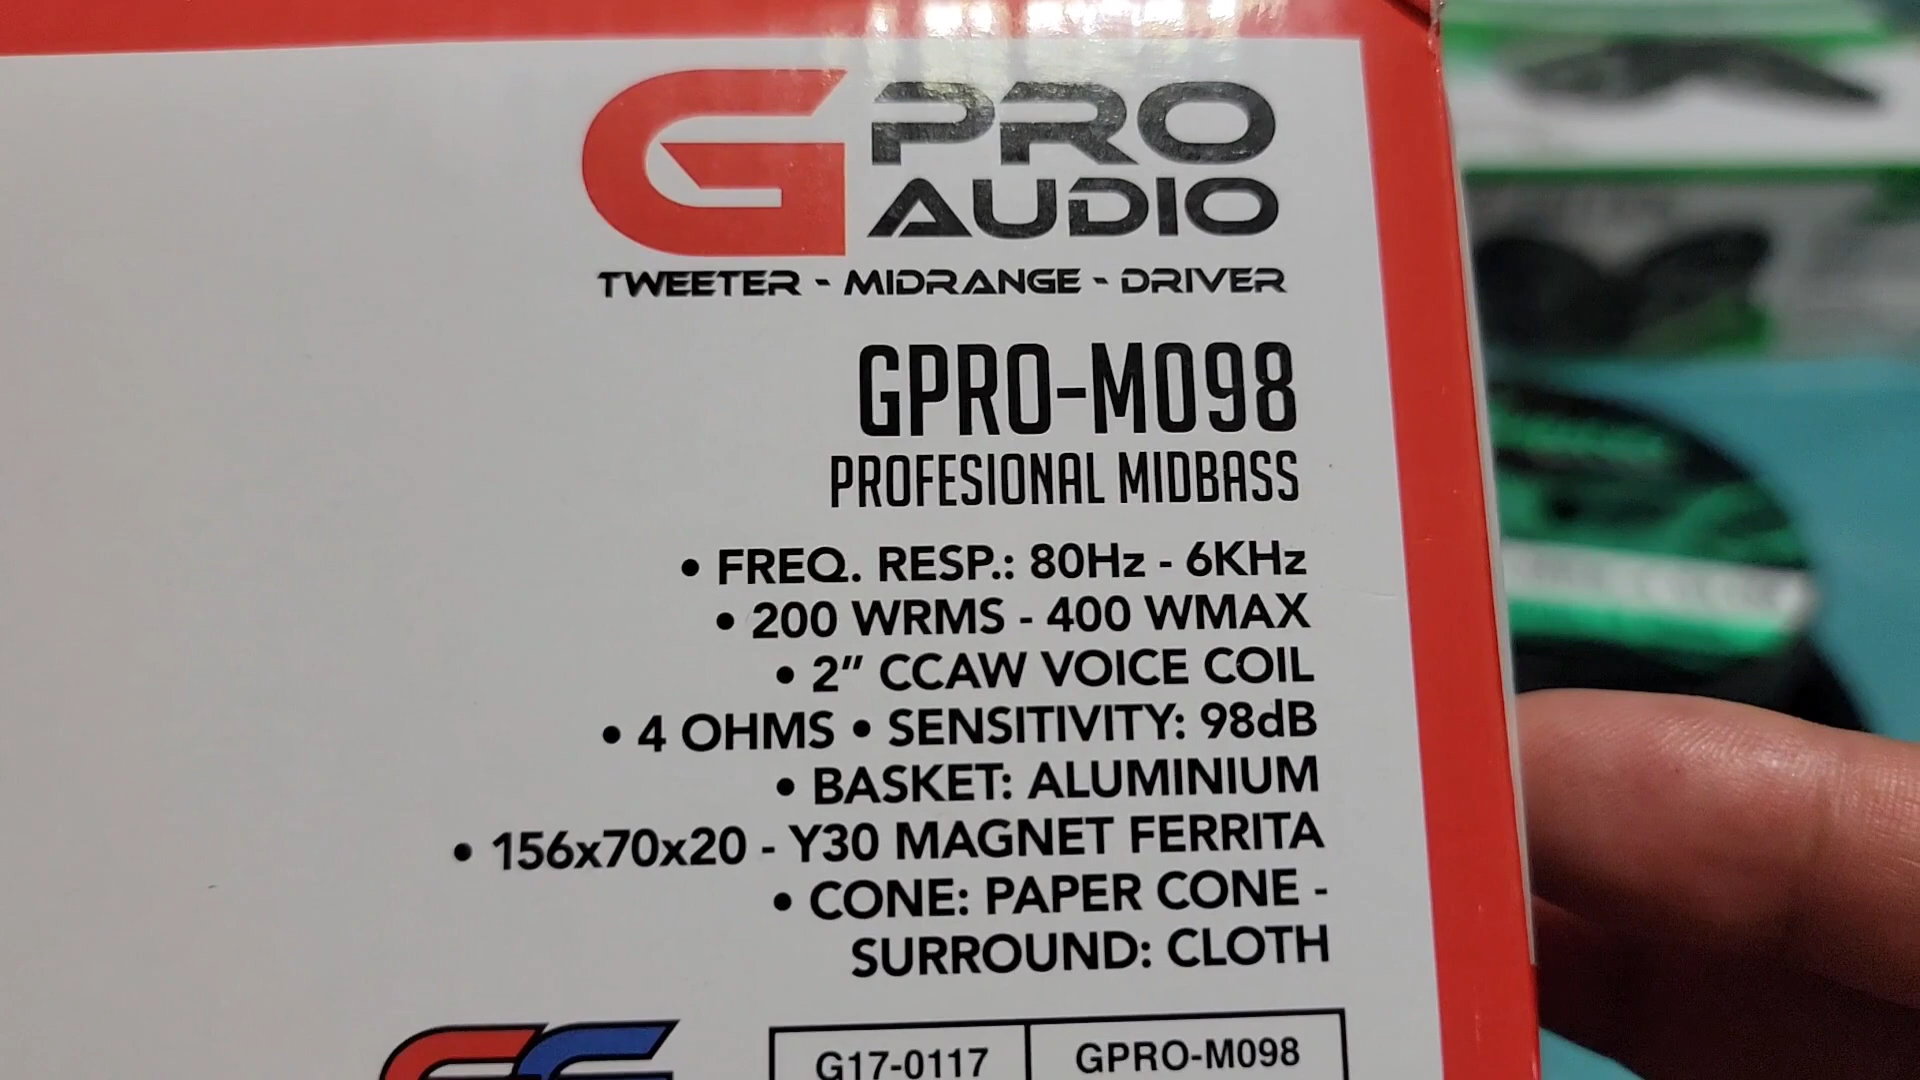 G PRO
AUDIO
TWEETER - MIDRANGE - DRIVER
GPRO-M098
PROFESIONAL MIDBASS
• FREQ. RESP.: 80Hz - 6KHz
• 200 WRMS - 400 WMAX
• 2” CCAW VOICE COIL
• 4 OHMS • SENSITIVITY: 98dB
• BASKET: ALUMINIUM
• 156x70x20 - Y30 MAGNET FERRITA
• CONE: PAPER CONE -
SURROUND: CLOTH
G17-0117 GPRO-M098